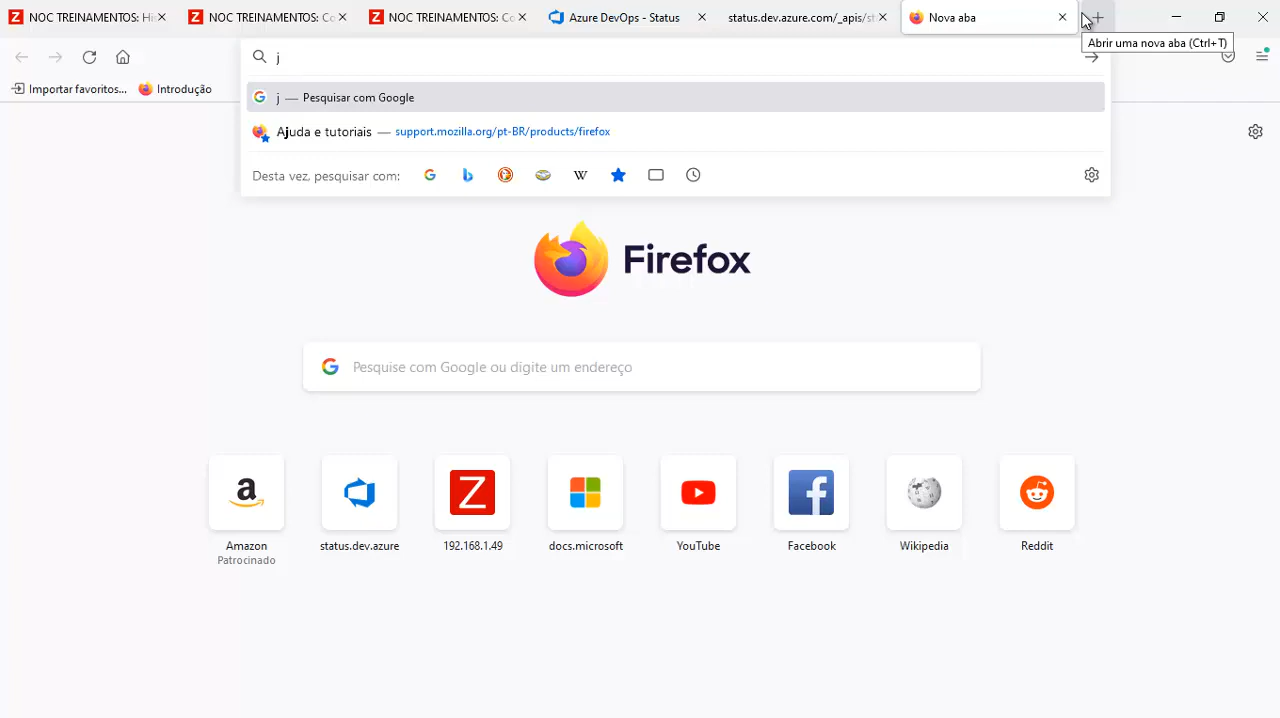 NOC TREINAMENTOS: Hi
NOC TREINAMENTOS: Co
NOC TREINAMENTOS: Co
Azure DevOps - Status
status.dev.azure.com/_apis/st
Nova aba
Abrir uma nova aba (Ctrl+T)
j
Importar favoritos...
Introdução
j — Pesquisar com Google
Ajuda e tutoriais — support.mozilla.org/pt-BR/products/firefox
Desta vez, pesquisar com:
Firefox
Pesquise com Google ou digite um endereço
Amazon
Patrocinado
status.dev.azure
192.168.1.49
docs.microsoft
YouTube
Facebook
Wikipedia
Reddit